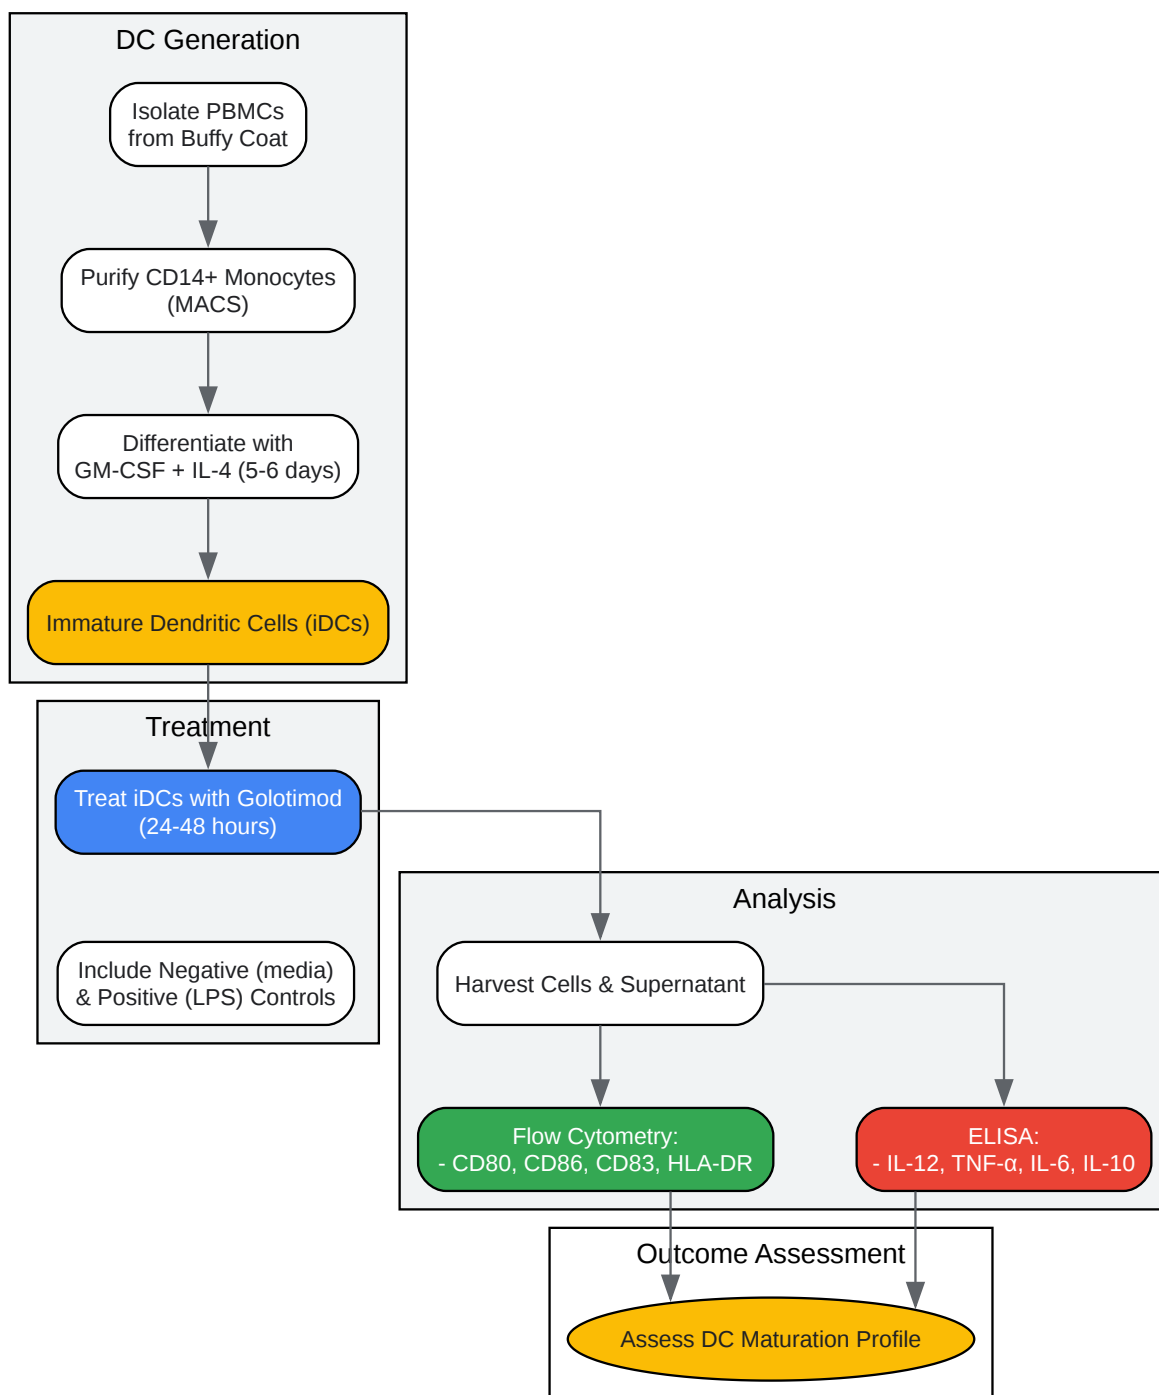 DC Generation
Isolate PBMCs
from Buffy Coat
Purify CD14+ Monocytes
(MACS)
Differentiate with
GM-CSF + IL-4 (5-6 days)
Immature Dendritic Cells (iDCs)
Treatment
Treat iDCs with Golotimod
(24-48 hours)
Include Negative (media)
& Positive (LPS) Controls
Analysis
Harvest Cells & Supernatant
Flow Cytometry:
- CD80, CD86, CD83, HLA-DR
ELISA:
- IL-12, TNF-α, IL-6, IL-10
Outcome Assessment
Assess DC Maturation Profile